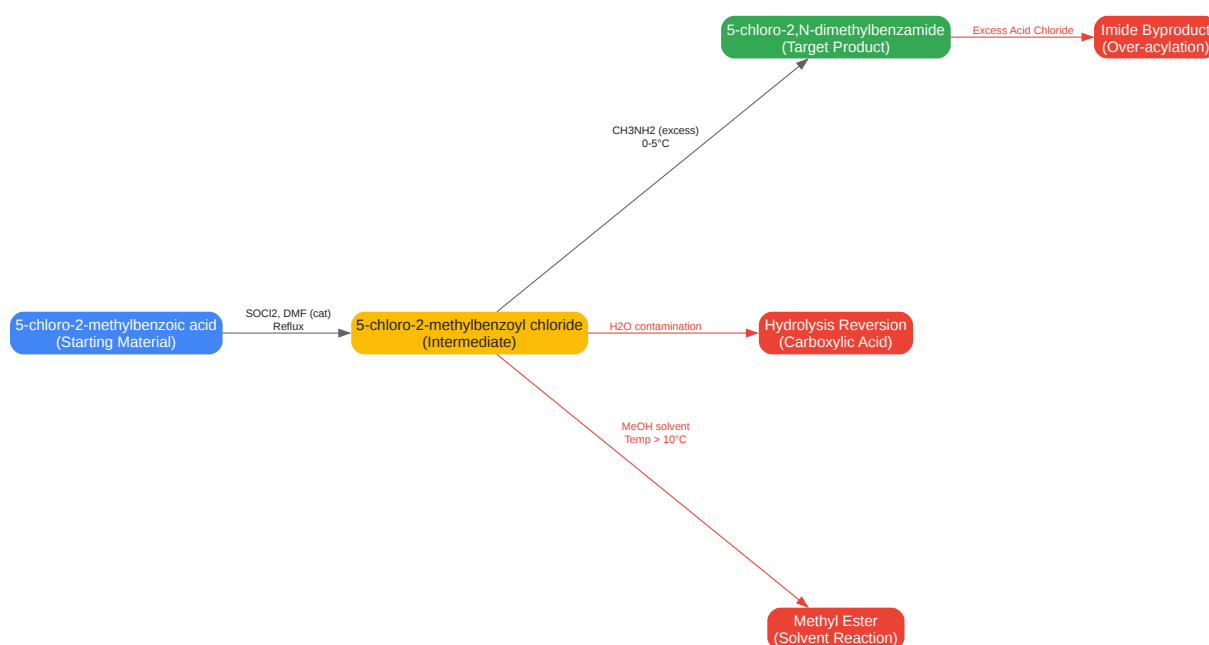 5-chloro-2,N-dimethylbenzamide
(Target Product)
Excess Acid Chloride
Imide Byproduct
(Over-acylation)
CH3NH2 (excess)
0-5°C
5-chloro-2-methylbenzoic acid
(Starting Material)
SOCl2, DMF (cat)
Reflux
5-chloro-2-methylbenzoyl chloride
(Intermediate)
H2O contamination
Hydrolysis Reversion
(Carboxylic Acid)
MeOH solvent
Temp > 10°C
Methyl Ester
(Solvent Reaction)